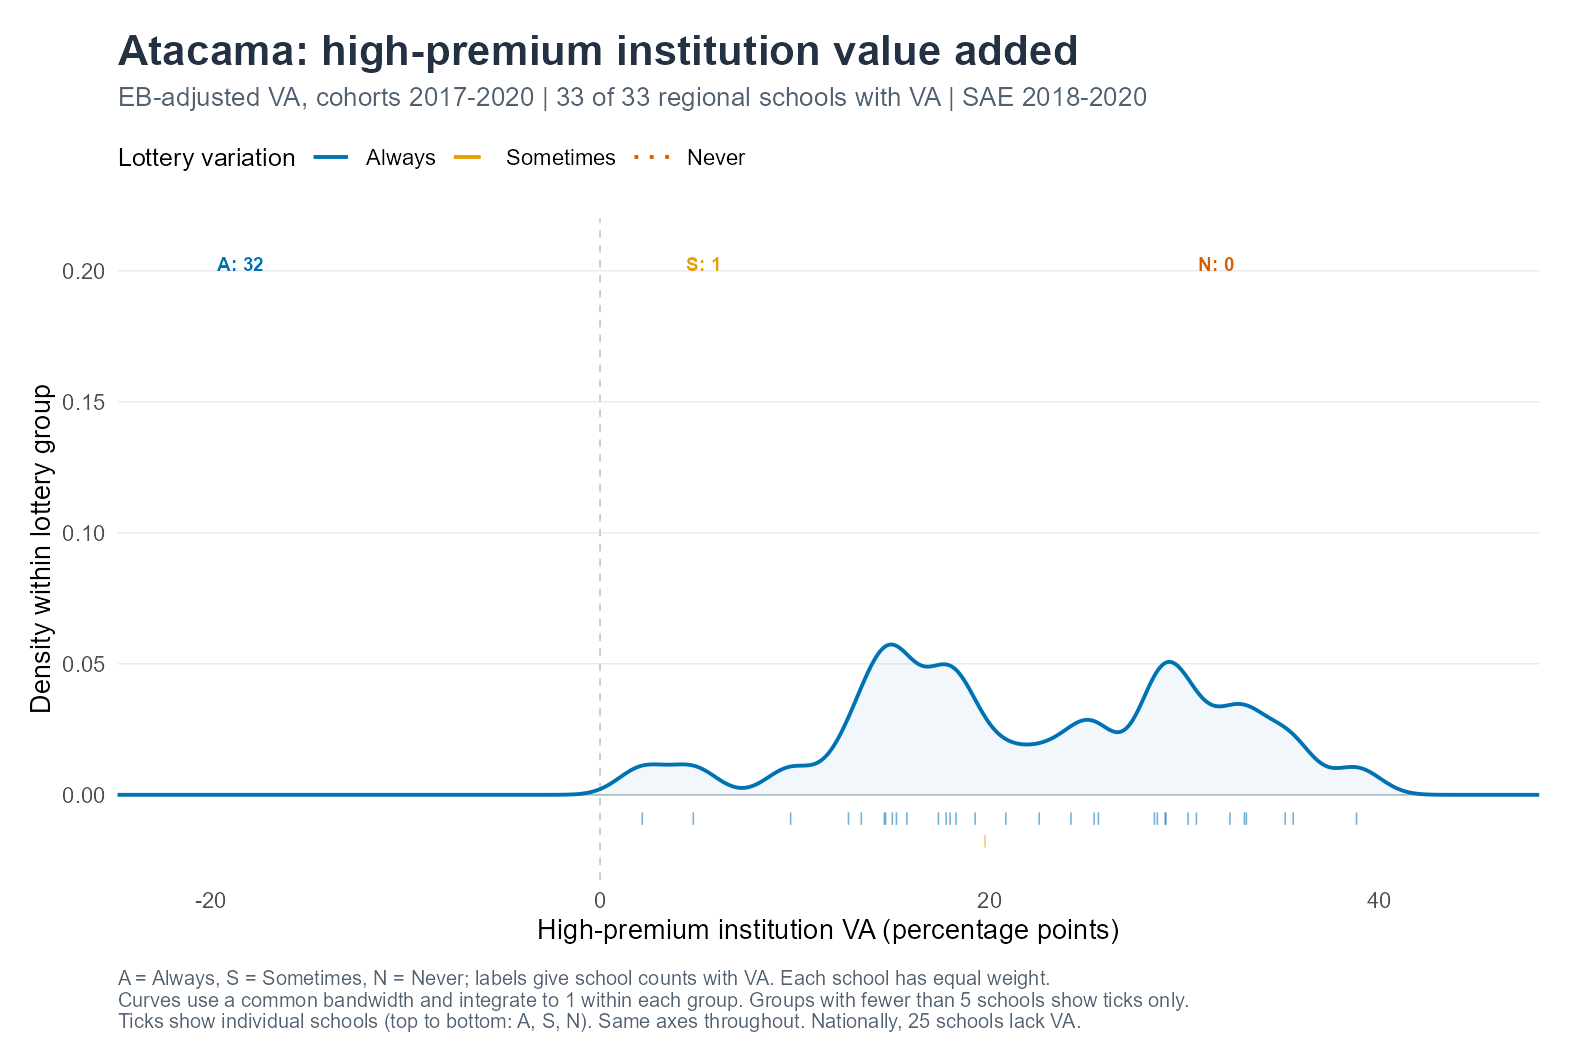 Atacama: high-premium institution value added
EB-adjusted VA, cohorts 2017-2020 | 33 of 33 regional schools with VA | SAE 2018-2020
Lottery variation Always Sometimes Never
A: 32 S: 1 N: 0
0.20
0.15
0.10
0.05
0.00
Density within lottery group
-20 0 20 40
High-premium institution VA (percentage points)
A = Always, S = Sometimes, N = Never; labels give school counts with VA. Each school has equal weight.
Curves use a common bandwidth and integrate to 1 within each group. Groups with fewer than 5 schools show ticks only.
Ticks show individual schools (top to bottom: A, S, N). Same axes throughout. Nationally, 25 schools lack VA.